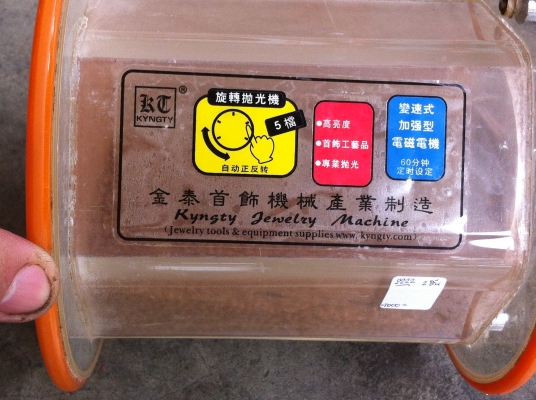 KT®
KYNGTY
旋轉拋光機
5檔
自动正反转
•高亮度
•首飾工藝品
•專業拋光
變速式
加强型
電磁電機
60分钟
定时设定
金泰首飾機械產業制造
Kyngty Jewelry Machine
(Jewelry tools & equipment supplies www.kyngty.com)